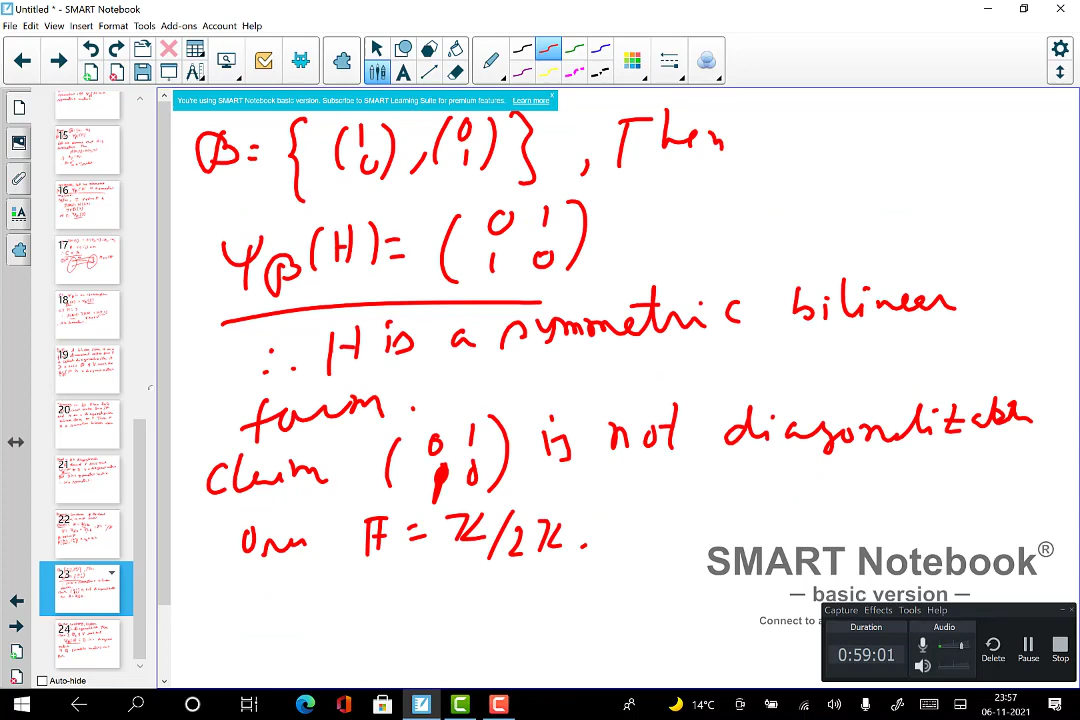 Untitled * - SMART Notebook
File Edit View Insert Format Tools Add-ons Account Help
You're using SMART Notebook basic version. Subscribe to SMART Learning Suite for premium features. Learn more
β = { (1 0), (0 1) } , Then
ψβ(H) = (0 1
1 0)
∴ H is a symmetric bilinear
form.
claim (0 1
1 0) is not diagonalizable
over F = Z/2Z.
SMART Notebook®
— basic version —
Connect to a
15
16
17
18
19
20
21
22
23
24
Auto-hide
Capture Effects Tools Help
Duration Audio
0:59:01
Delete Pause Stop
14°C
23:57
06-11-2021